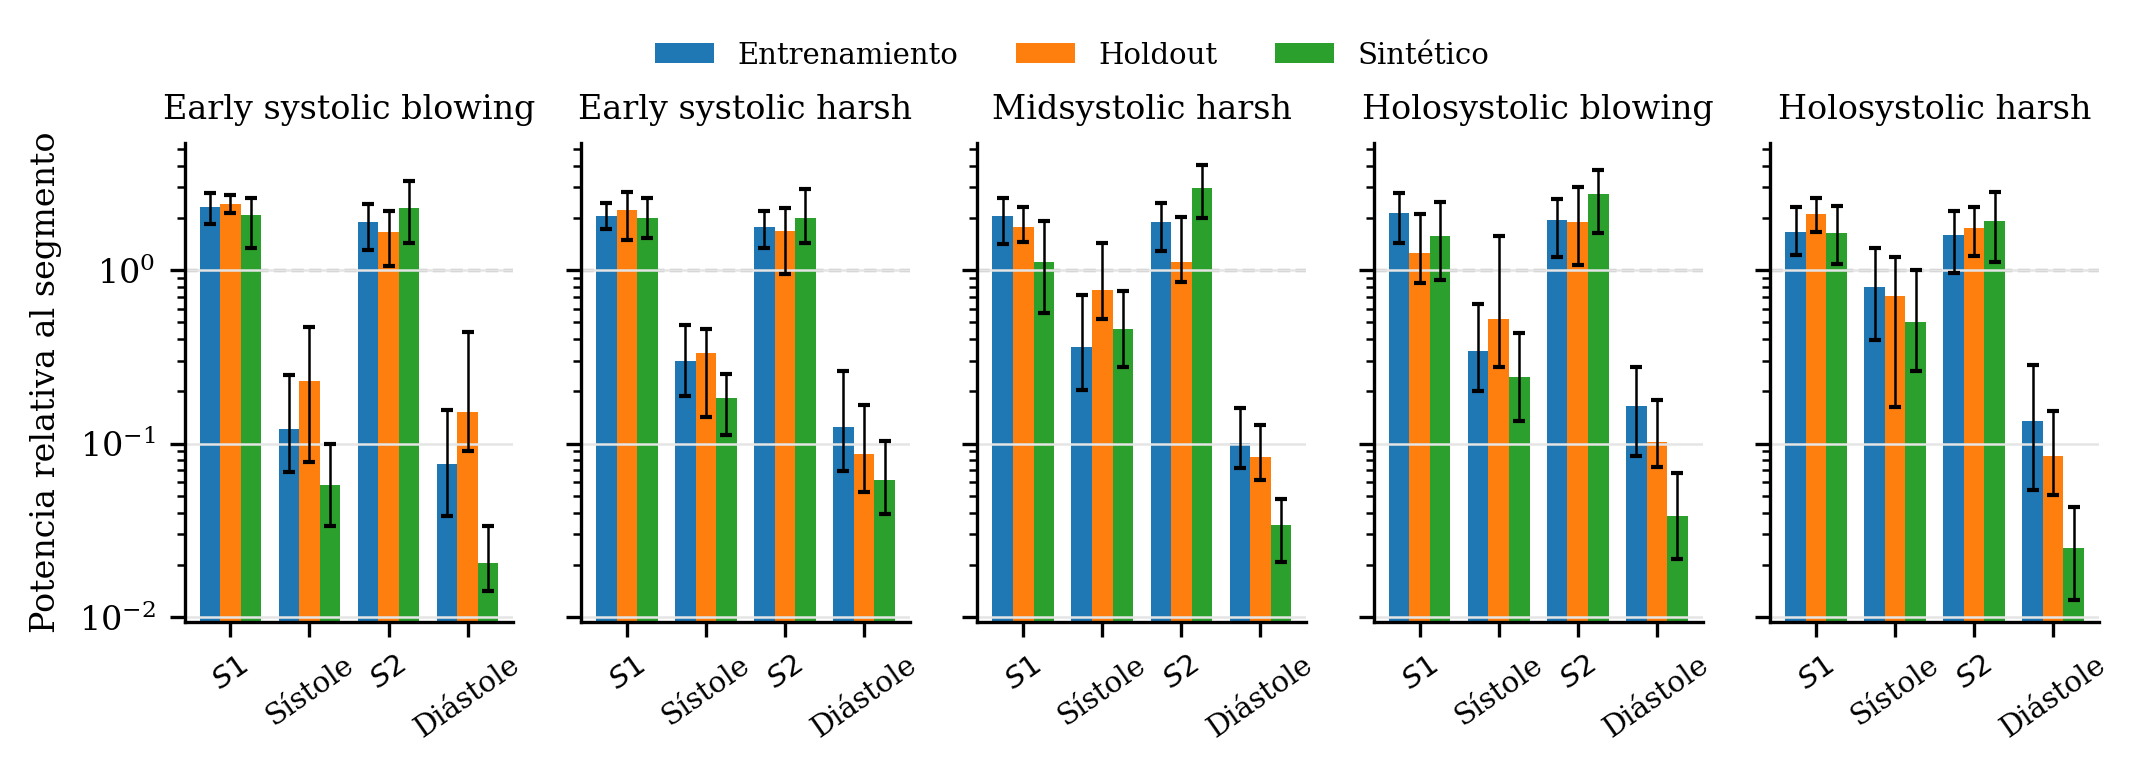 Entrenamiento Holdout Sintético
Early systolic blowing Early systolic harsh Midsystolic harsh Holosystolic blowing Holosystolic harsh
Potencia relativa al segmento
10⁰
10⁻¹
10⁻²
S1 Sístole S2 Diástole S1 Sístole S2 Diástole S1 Sístole S2 Diástole S1 Sístole S2 Diástole S1 Sístole S2 Diástole